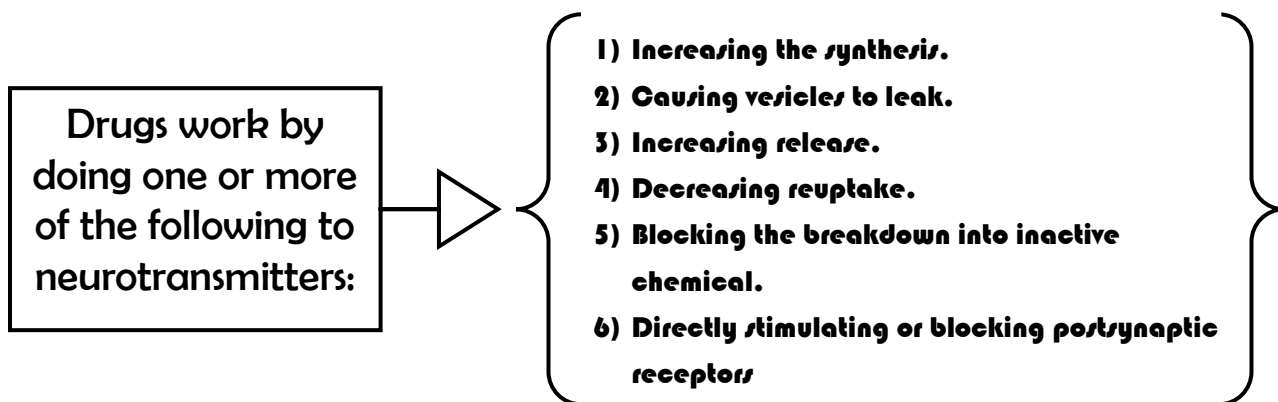 Drugs work by
doing one or more
of the following to
neurotransmitters:
1) Increasing the synthesis.
2) Causing vesicles to leak.
3) Increasing release.
4) Decreasing reuptake.
5) Blocking the breakdown into inactive
chemical.
6) Directly stimulating or blocking postsynaptic
receptors